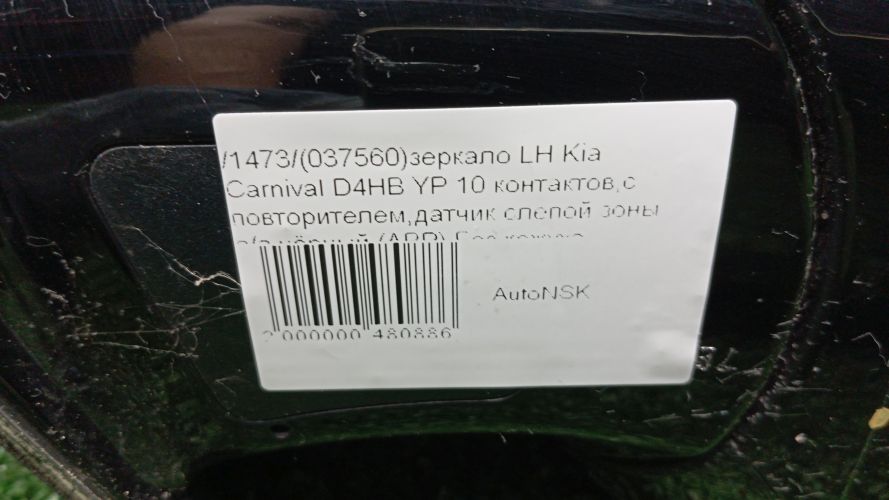 /1473/(037560)зеркало LH Kia
Carnival D4HB YP 10 контактов,с
повторителем,датчик слепой зоны
AutoNSK
2 000000 480886